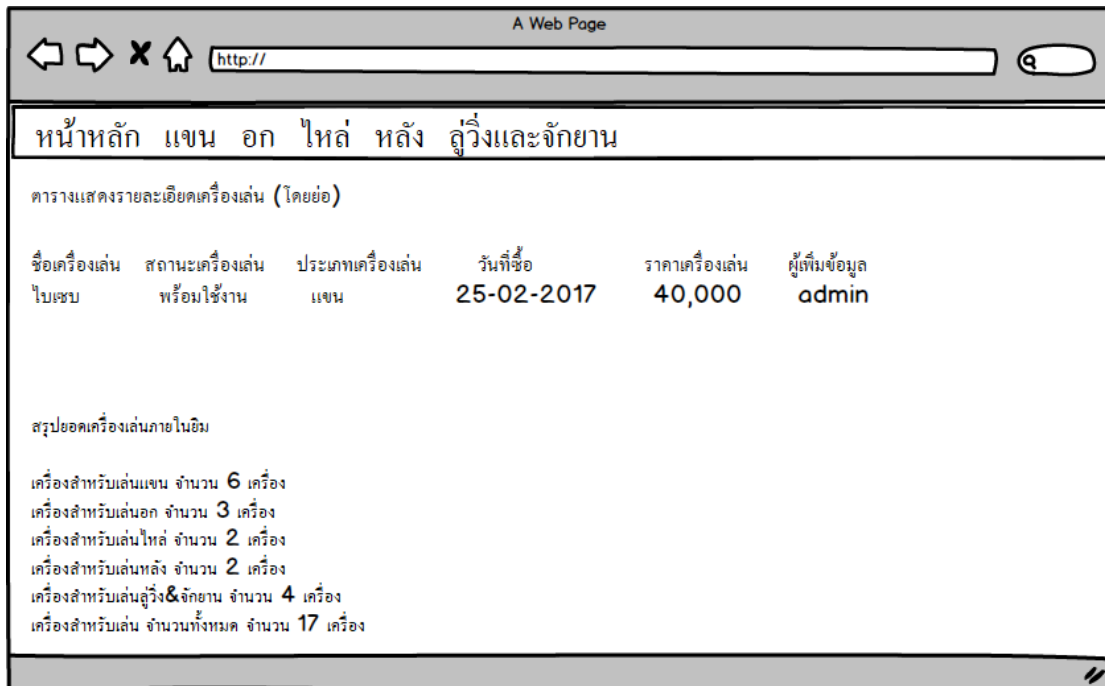 A Web Page
http://
หน้าหลัก แขน อก ไหล่ หลัง ลู่วิ่งและจักยาน
ตารางแสดงรายละเอียดเครื่องเล่น (โดยย่อ)
ชื่อเครื่องเล่น สถานะเครื่องเล่น ประเภทเครื่องเล่น วันที่ซื้อ ราคาเครื่องเล่น ผู้เพิ่มข้อมูล
ไบเซบ พร้อมใช้งาน แขน 25-02-2017 40,000 admin
สรุปยอดเครื่องเล่นภายในยิม
เครื่องสำหรับเล่นแขน จำนวน 6 เครื่อง
เครื่องสำหรับเล่นอก จำนวน 3 เครื่อง
เครื่องสำหรับเล่นไหล่ จำนวน 2 เครื่อง
เครื่องสำหรับเล่นหลัง จำนวน 2 เครื่อง
เครื่องสำหรับเล่นลู่วิ่ง&จักยาน จำนวน 4 เครื่อง
เครื่องสำหรับเล่น จำนวนทั้งหมด จำนวน 17 เครื่อง